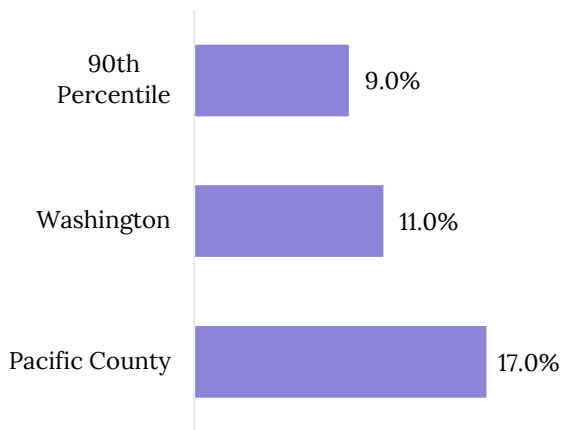 90th
Percentile
9.0%
Washington
11.0%
Pacific County
17.0%